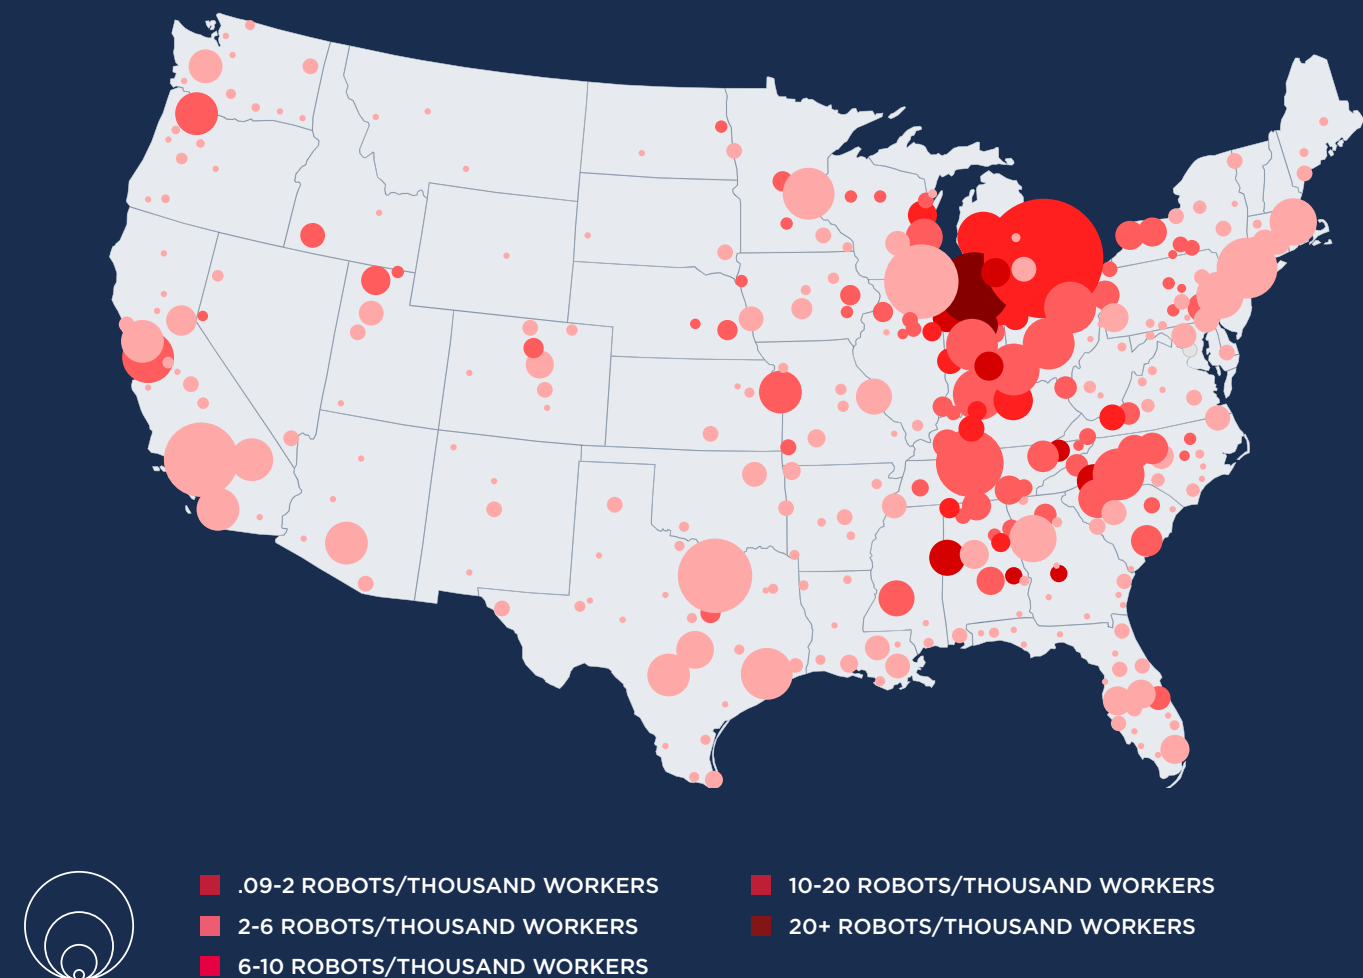 .09-2 ROBOTS/THOUSAND WORKERS
2-6 ROBOTS/THOUSAND WORKERS
6-10 ROBOTS/THOUSAND WORKERS
10-20 ROBOTS/THOUSAND WORKERS
20+ ROBOTS/THOUSAND WORKERS